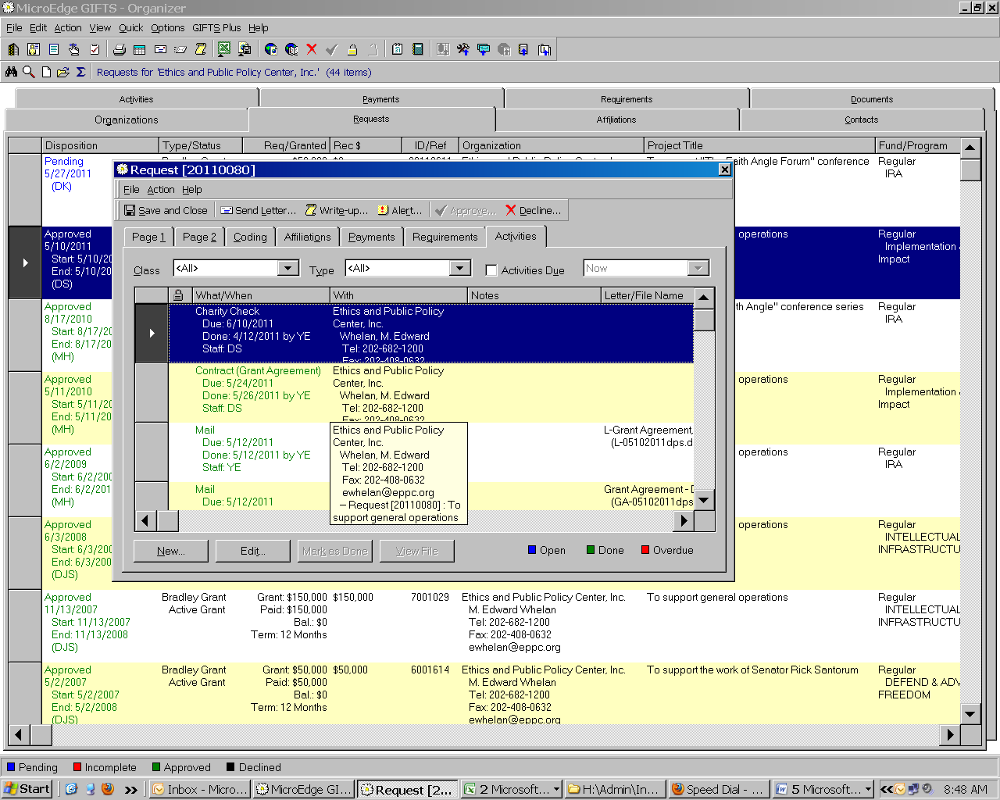 MicroEdge GIFTS - Organizer
File Edit Action View Quick Options GIFTS Plus Help
Requests for 'Ethics and Public Policy Center, Inc.' (44 items)
Activities Payments Requirements Documents
Organizations Requests Affiliations Contacts
Disposition Type/Status Req/Granted Rec $ ID/Ref Organization Project Title Fund/Program
Pending
5/27/2011
(DK)
"The Faith Angle Forum" conference
Regular
IRA
Approved
5/10/2011
Start: 5/10/20
End: 5/10/20
(DS)
operations
Regular
Implementation &
Impact
Approved
8/17/2010
Start: 8/17/20
End: 8/17/20
(MH)
th Angle" conference series
Regular
IRA
Approved
5/11/2010
Start: 5/11/20
End: 5/11/20
(MH)
operations
Regular
Implementation &
Impact
Approved
6/2/2009
Start: 6/2/200
End: 6/2/201
(MH)
operations
Regular
IRA
Approved
6/3/2008
Start: 6/3/200
End: 6/3/200
(DJS)
operations
Regular
INTELLECTUAL
INFRASTRUCTU
Approved
11/13/2007
Start: 11/13/2007
End: 11/13/2008
(DJS)
Bradley Grant
Active Grant
Grant: $150,000
Paid: $150,000
Bal.: $0
Term: 12 Months
$150,000
7001029
Ethics and Public Policy Center, Inc.
M. Edward Whelan
Tel: 202-682-1200
Fax: 202-408-0632
ewhelan@eppc.org
To support general operations
Regular
INTELLECTUAL
INFRASTRUCTU
Approved
5/2/2007
Start: 5/2/2007
End: 5/2/2008
(DJS)
Bradley Grant
Active Grant
Grant: $50,000
Paid: $50,000
Bal.: $0
Term: 12 Months
$50,000
6001614
Ethics and Public Policy Center, Inc.
M. Edward Whelan
Tel: 202-682-1200
Fax: 202-408-0632
ewhelan@eppc.org
To support the work of Senator Rick Santorum
Regular
DEFEND & ADV
FREEDOM
Request [20110080]
File Action Help
Save and Close Send Letter... Write-up... Alert... Approve... Decline...
Page 1 Page 2 Coding Affiliations Payments Requirements Activities
Class <All> Type <All> Activities Due Now
What/When With Notes Letter/File Name
Charity Check
Due: 6/10/2011
Done: 4/12/2011 by YE
Staff: DS
Ethics and Public Policy
Center, Inc.
Whelan, M. Edward
Tel: 202-682-1200
Fax: 202-408-0632
Contract (Grant Agreement)
Due: 5/24/2011
Done: 5/26/2011 by YE
Staff: DS
Ethics and Public Policy
Center, Inc.
Whelan, M. Edward
Tel: 202-682-1200
Fax: 202-408-0632
Mail
Due: 5/12/2011
Done: 5/12/2011 by YE
Staff: YE
Ethics and Public Policy
Center, Inc.
Whelan, M. Edward
Tel: 202-682-1200
Fax: 202-408-0632
ewhelan@eppc.org
– Request [20110080] : To
support general operations
L-Grant Agreement,
(L-05102011dps.d
Mail
Due: 5/12/2011
Grant Agreement - D
(GA-05102011dps
New... Edit... Mark as Done View File Open Done Overdue
Pending Incomplete Approved Declined
Start Inbox - Micro... MicroEdge GI... Request [2... 2 Microsoft... H:\Admin\In... Speed Dial - ... 5 Microsoft... 8:48 AM